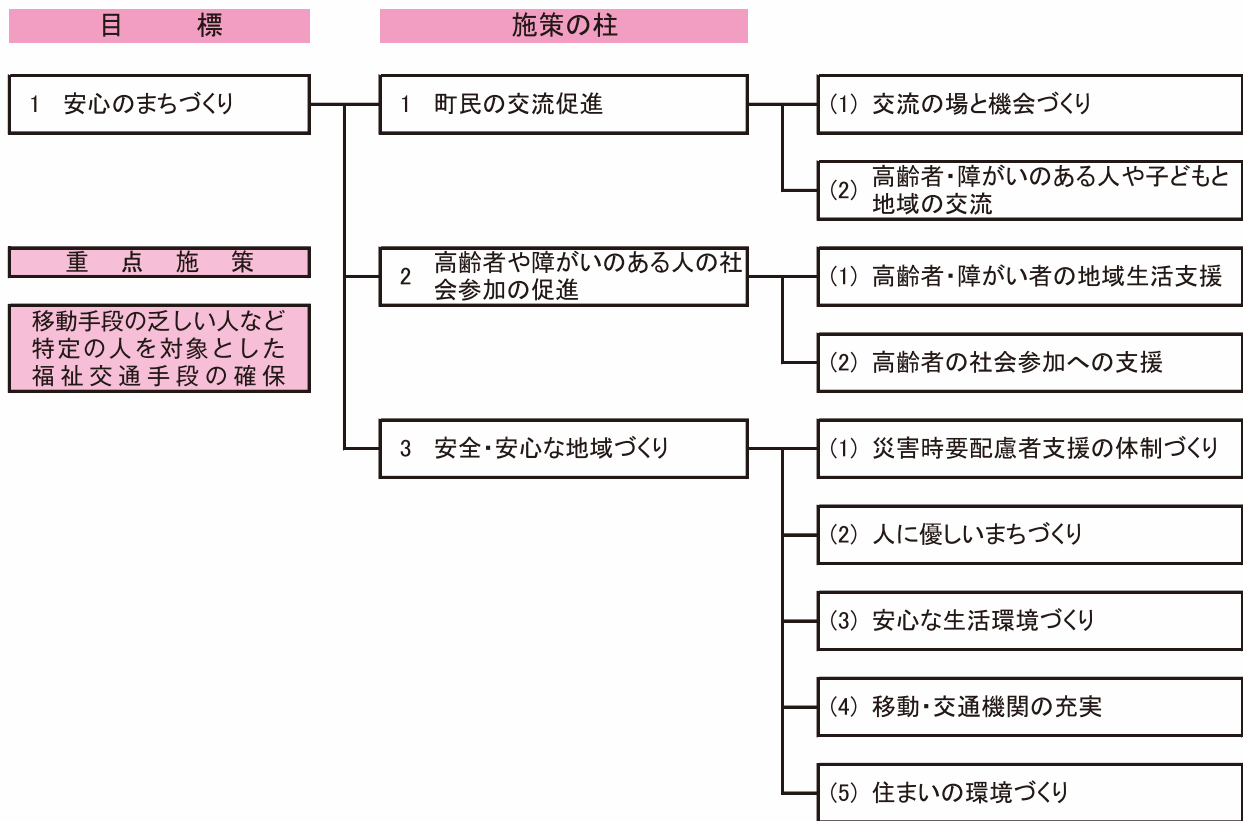 目標
施策の柱
1 安心のまちづくり
1 町民の交流促進
(1) 交流の場と機会づくり
(2) 高齢者・障がいのある人や子どもと
地域の交流
重点施策
移動手段の乏しい人など
特定の人を対象とした
福祉交通手段の確保
2 高齢者や障がいのある人の社
会参加の促進
(1) 高齢者・障がい者の地域生活支援
(2) 高齢者の社会参加への支援
3 安全・安心な地域づくり
(1) 災害時要配慮者支援の体制づくり
(2) 人に優しいまちづくり
(3) 安心な生活環境づくり
(4) 移動・交通機関の充実
(5) 住まいの環境づくり